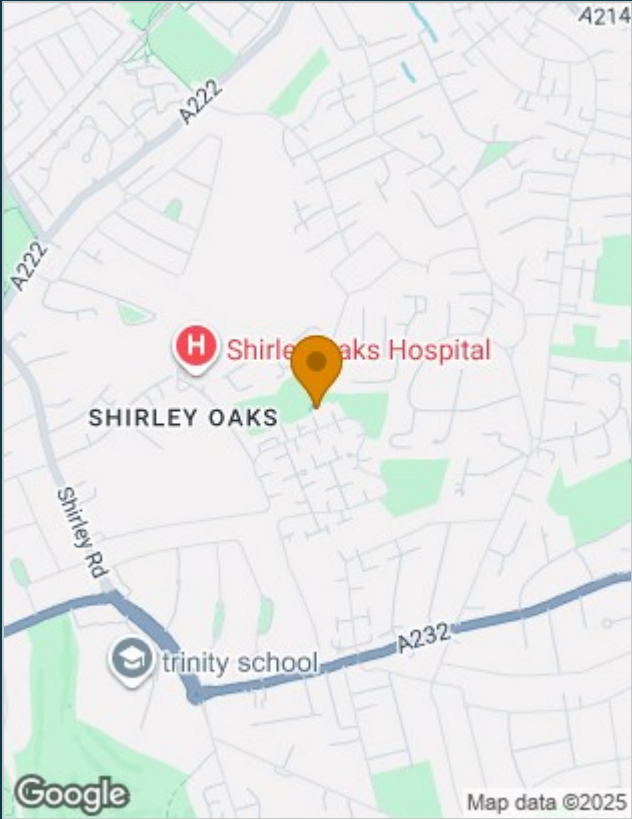 A214
A222
A222
Shirley Oaks Hospital
SHIRLEY OAKS
Shirley Rd
A232
trinity school
Google
Map data ©2025